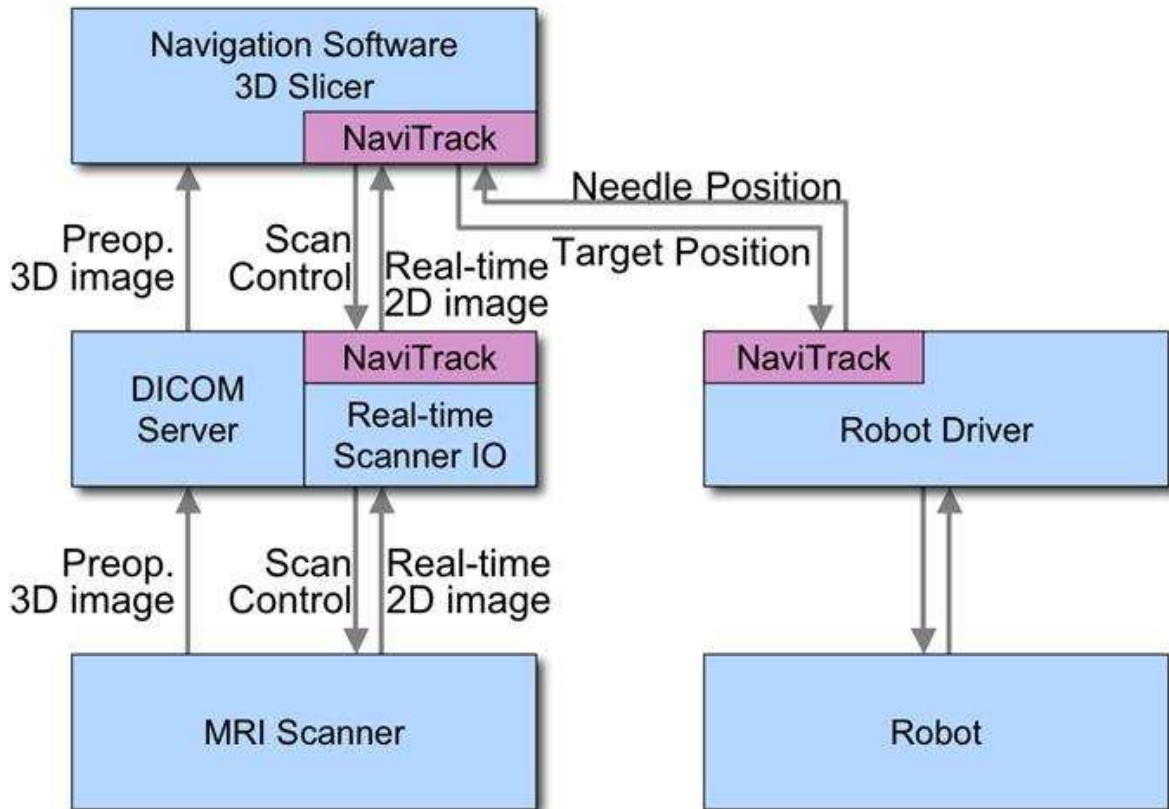 Navigation Software
3D Slicer
NaviTrack
Needle Position
Target Position
Preop.
3D image
Scan
Control
Real-time
2D image
DICOM
Server
NaviTrack
Real-time
Scanner IO
NaviTrack
Robot Driver
Preop.
3D image
Scan
Control
Real-time
2D image
MRI Scanner
Robot